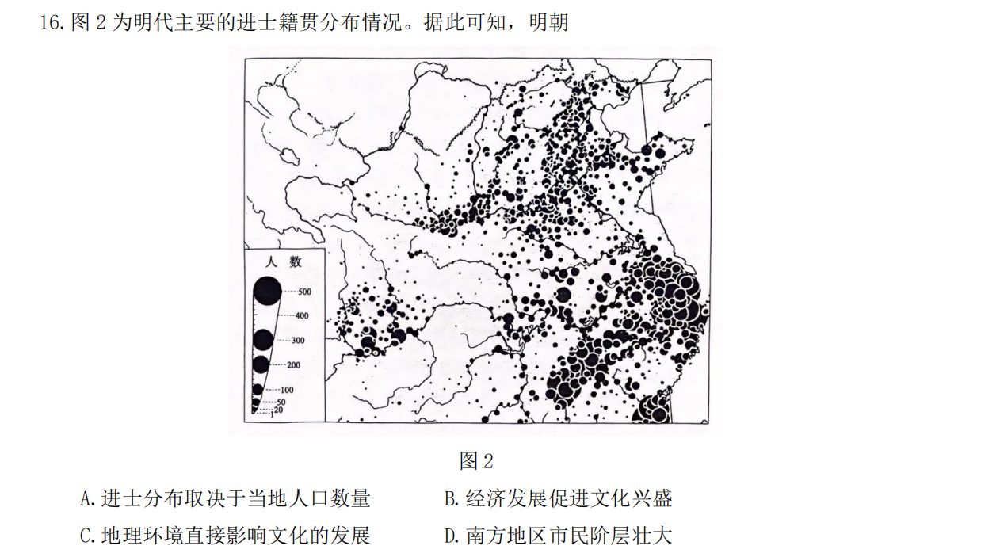 16.图 2 为明代主要的进士籍贯分布情况。据此可知，明朝
人 数
500
400
300
200
100
50
20
1
图 2
A.进士分布取决于当地人口数量 B.经济发展促进文化兴盛
C.地理环境直接影响文化的发展 D.南方地区市民阶层壮大